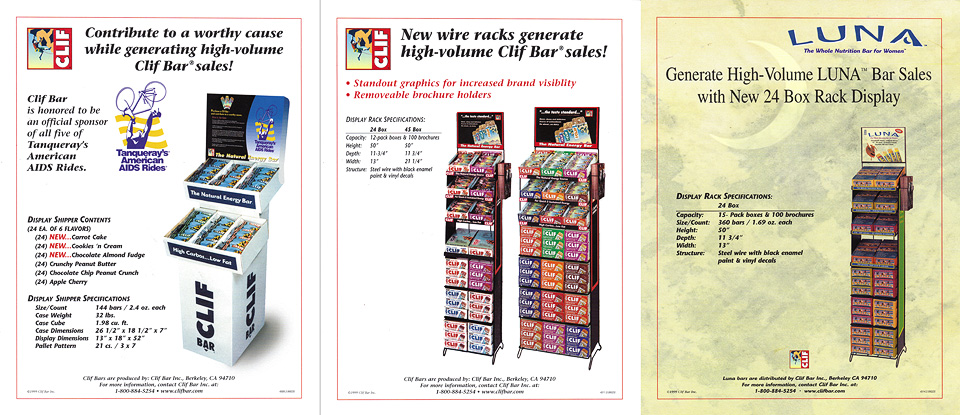 CLIF
Contribute to a worthy cause
while generating high-volume
Clif Bar® sales!
Clif Bar
is honored to be
an official sponsor
of all five of
Tanqueray's
American
AIDS Rides.
Tanqueray's
American
AIDS Rides
The Natural Energy Bar
The Natural Energy Bar
High Carbo...Low Fat
CLIF
BAR
DISPLAY SHIPPER CONTENTS
(24 EA. OF 6 FLAVORS)
(24) NEW...Carrot Cake
(24) NEW...Cookies 'n Cream
(24) NEW...Chocolate Almond Fudge
(24) Crunchy Peanut Butter
(24) Chocolate Chip Peanut Crunch
(24) Apple Cherry
DISPLAY SHIPPER SPECIFICATIONS
Size/Count 144 bars / 2.4 oz. each
Case Weight 32 lbs.
Case Cube 1.98 cu. ft.
Case Dimensions 26 1/2" x 18 1/2" x 7"
Display Dimensions 13" x 18" x 52"
Pallet Pattern 21 cs. / 3 x 7
Clif Bars are produced by: Clif Bar Inc., Berkeley, CA 94710
For more information, contact Clif Bar Inc. at:
1-800-884-5254 • www.clifbar.com
©1999 Clif Bar Inc.
CLIF
New wire racks generate
high-volume Clif Bar® sales!
• Standout graphics for increased brand visiblity
• Removeable brochure holders
DISPLAY RACK SPECIFICATIONS:
24 Box 45 Box
Capacity: 12-pack boxes & 100 brochures
Height: 50" 50"
Depth: 11-3/4" 11 3/4"
Width: 13" 21 1/4"
Structure: Steel wire with black enamel
paint & vinyl decals
"...the taste standard..."
The Natural Energy Bar
"...the taste standard..."
The Natural Energy Bar
Clif Bars are produced by: Clif Bar Inc., Berkeley, CA 94710
For more information, contact Clif Bar Inc. at:
1-800-884-5254 • www.clifbar.com
©1999 Clif Bar Inc.
LUNA™
The Whole Nutrition Bar for Women™
Generate High-Volume LUNA™ Bar Sales
with New 24 Box Rack Display
LUNA
DISPLAY RACK SPECIFICATIONS:
24 Box
Capacity: 15- Pack boxes & 100 brochures
Size/Count: 360 bars / 1.69 oz. each
Height: 50"
Depth: 11 3/4"
Width: 13"
Structure: Steel wire with black enamel
paint & vinyl decals
CLIF
Luna bars are distributed by Clif Bar Inc., Berkeley, CA 94710
For more information, contact Clif Bar Inc. at:
1-800-884-5254 • www.clifbar.com
©1999 Clif Bar Inc.